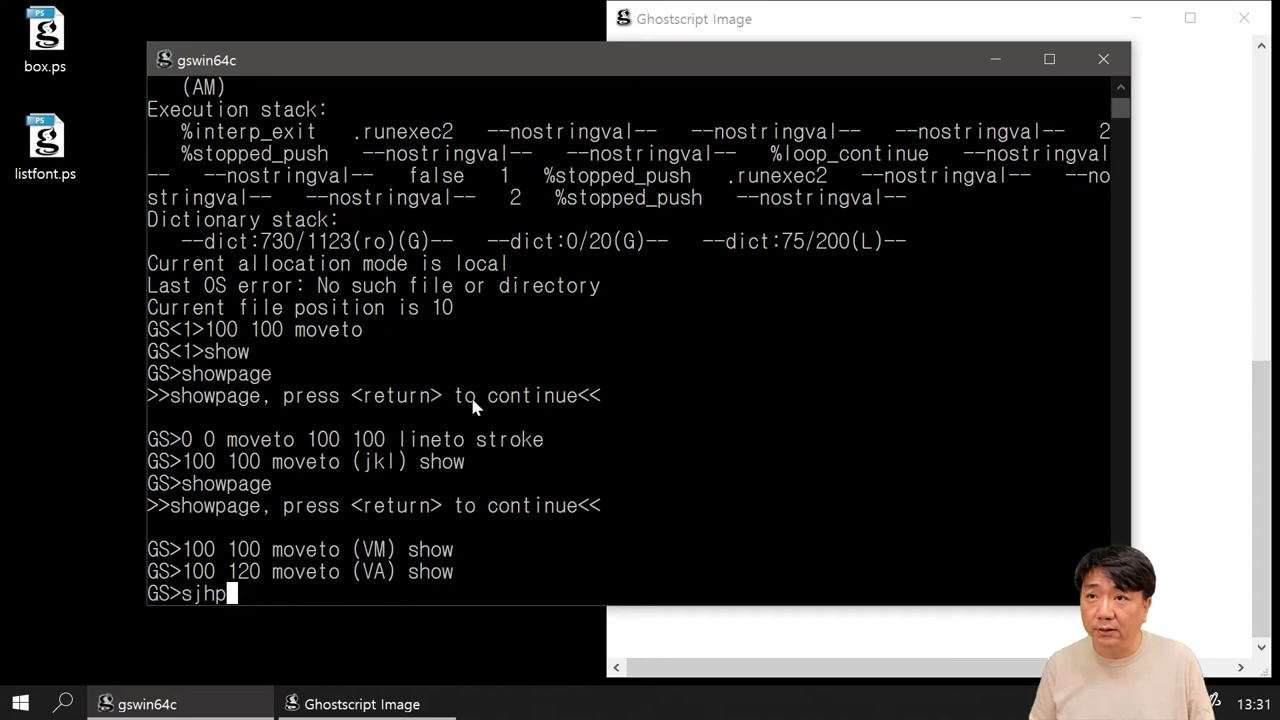 box.ps
listfont.ps
Ghostscript Image
gswin64c
(AM)
Execution stack:
%interp_exit .runexec2 --nostringval-- --nostringval-- --nostringval-- 2
%stopped_push --nostringval-- --nostringval-- %loop_continue --nostringval
-- --nostringval-- false 1 %stopped_push .runexec2 --nostringval-- --no
stringval-- --nostringval-- 2 %stopped_push --nostringval--
Dictionary stack:
--dict:730/1123(ro)(G)-- --dict:0/20(G)-- --dict:75/200(L)--
Current allocation mode is local
Last OS error: No such file or directory
Current file position is 10
GS<1>100 100 moveto
GS<1>show
GS>showpage
>>showpage, press <return> to continue<<
GS>0 0 moveto 100 100 lineto stroke
GS>100 100 moveto (jkl) show
GS>showpage
>>showpage, press <return> to continue<<
GS>100 100 moveto (VM) show
GS>100 120 moveto (VA) show
GS>sjhp
gswin64c
Ghostscript Image
13:31